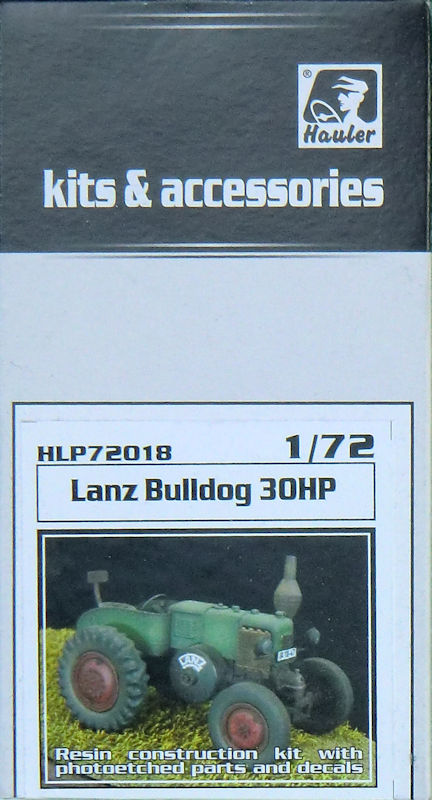 ®
Hauler
kits & accessories
HLP72018
1/72
Lanz Bulldog 30HP
LANZ
Resin construction kit with
photoetched parts and decals